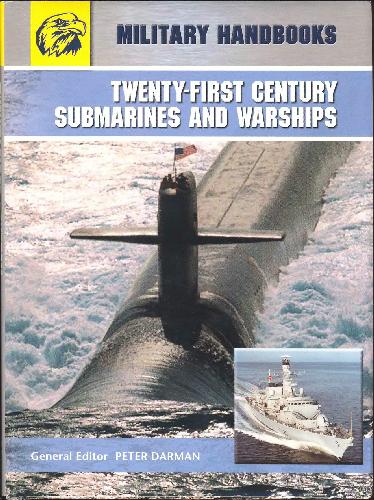 MILITARY HANDBOOKS
TWENTY-FIRST CENTURY
SUBMARINES AND WARSHIPS
General Editor PETER DARMAN